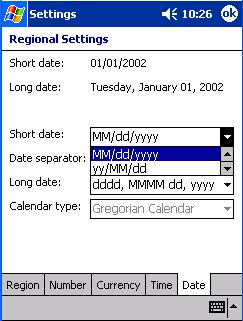 Settings 10:26 ok
Regional Settings
Short date: 01/01/2002
Long date: Tuesday, January 01, 2002
Short date: MM/dd/yyyy
MM/dd/yyyy
Date separator: yy/MM/dd
Long date: dddd, MMMM dd, yyyy
Calendar type: Gregorian Calendar
Region Number Currency Time Date